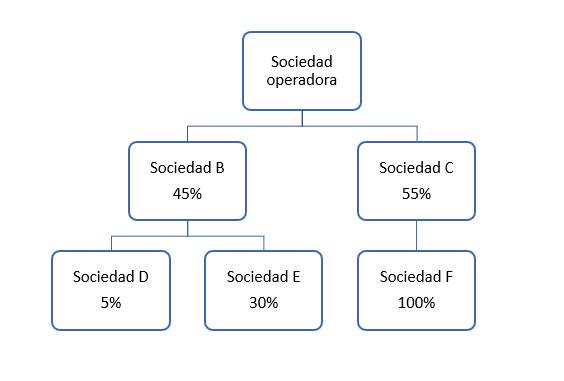 Sociedad
operadora
Sociedad B
45%
Sociedad C
55%
Sociedad D
5%
Sociedad E
30%
Sociedad F
100%